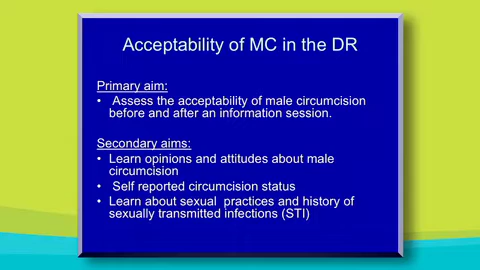 Acceptability of MC in the DR
Primary aim:
• Assess the acceptability of male circumcision
before and after an information session.
Secondary aims:
• Learn opinions and attitudes about male
circumcision
• Self reported circumcision status
• Learn about sexual practices and history of
sexually transmitted infections (STI)